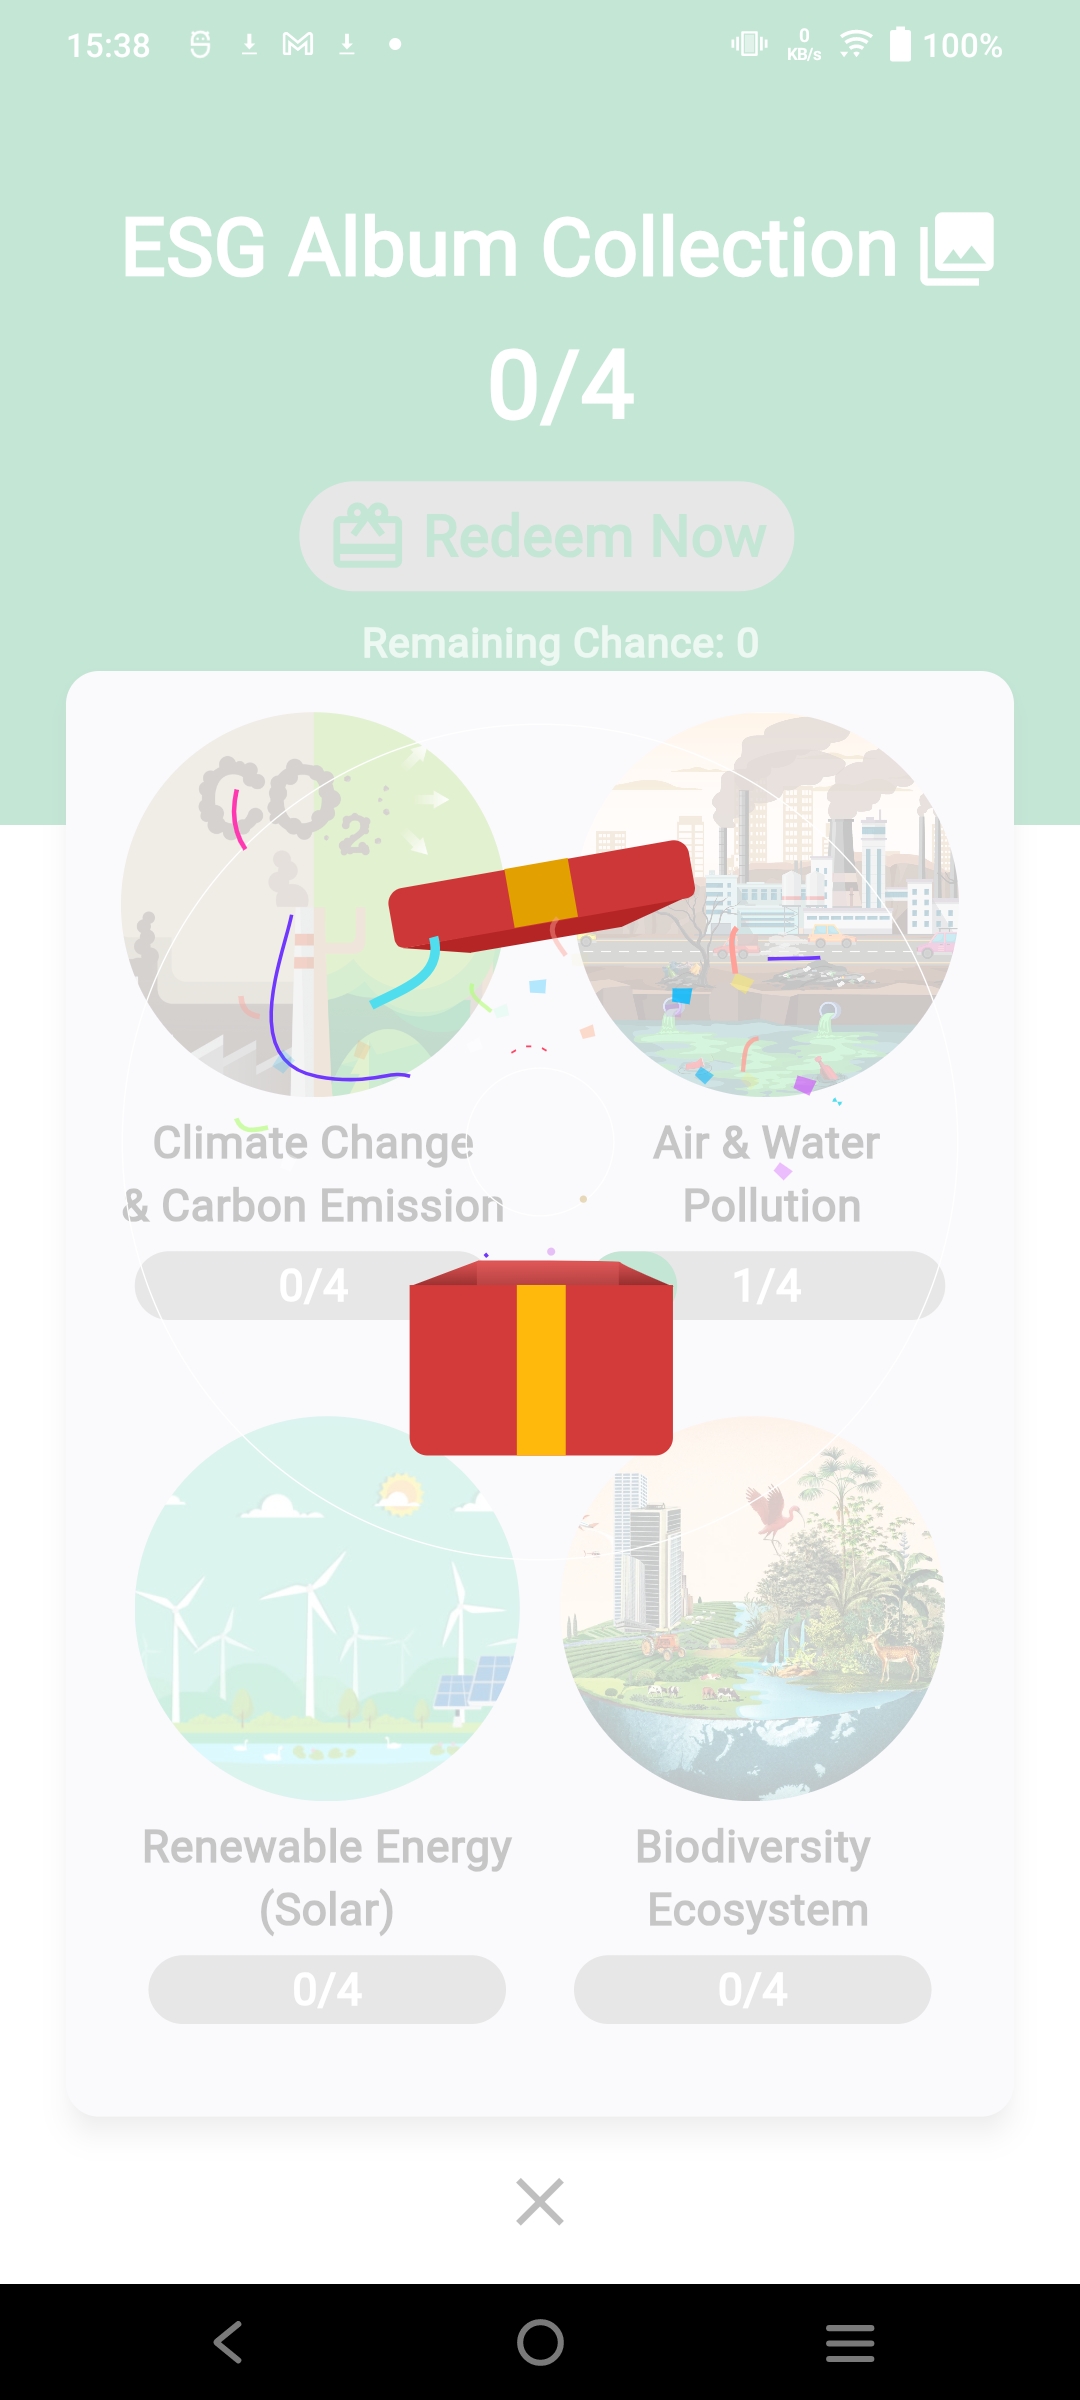 15:38
0
KB/s
100%
ESG Album Collection
0/4
Redeem Now
Remaining Chance: 0
CO2
Climate Change
& Carbon Emission
0/4
Air & Water
Pollution
1/4
Renewable Energy
(Solar)
0/4
Biodiversity
Ecosystem
0/4